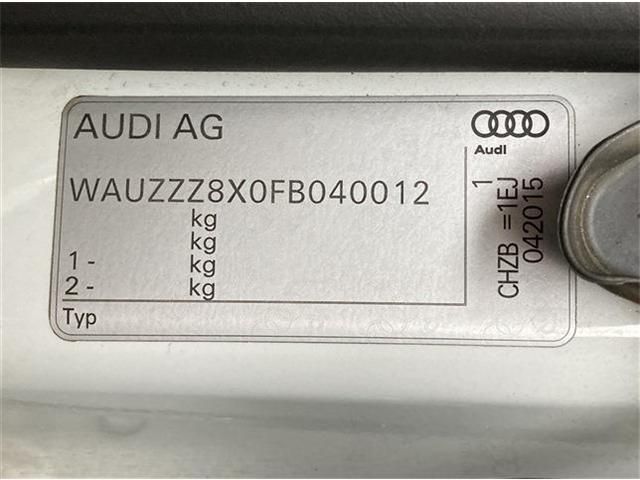 AUDI AG
Audi
WAUZZZ8X0FB040012
kg
kg
1 - kg
2 - kg
Typ
1
CHZB =1EJ
042015